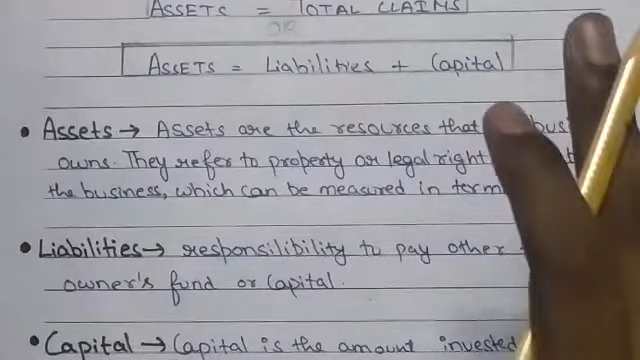 ASSETS = TOTAL CLAIMS
OR
ASSETS = Liabilities + Capital
• Assets → Assets are the resources that
owns. They refer to property or legal right
the business, which can be measured in
• Liabilities → responsilibility to pay other
owner's fund or Capital.
• Capital → Capital is the amount invested